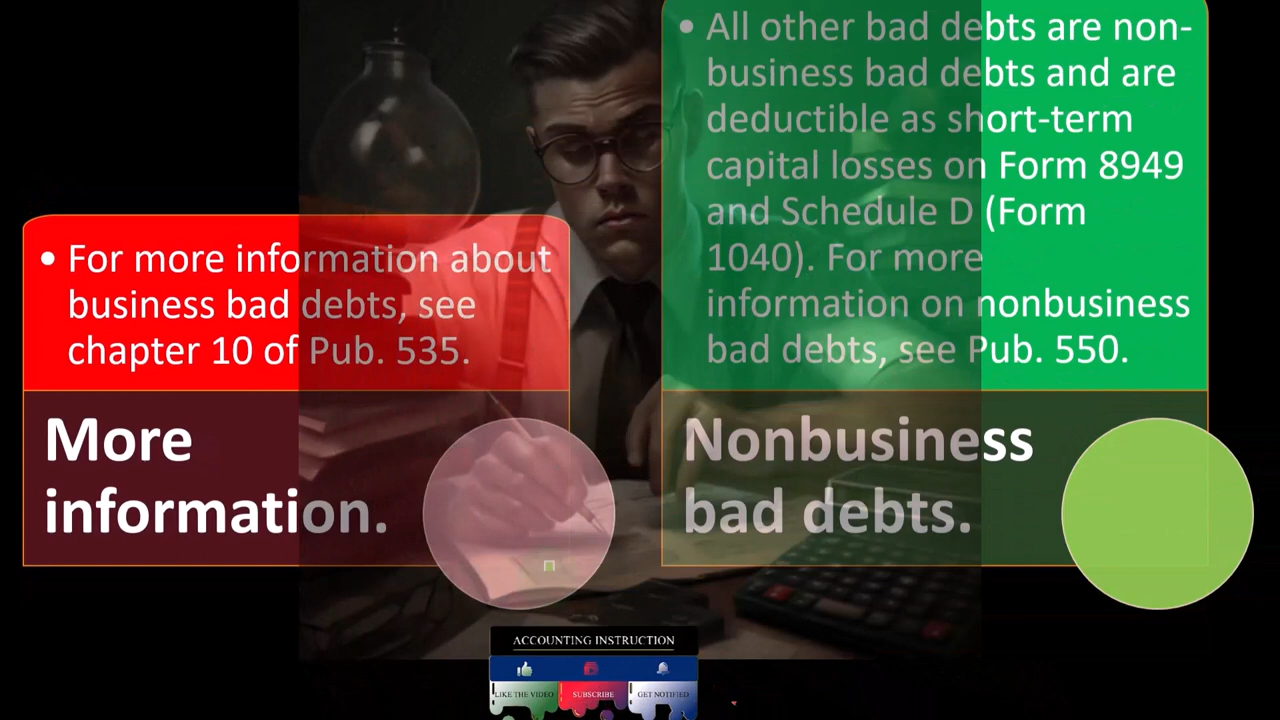 • For more information about
business bad debts, see
chapter 10 of Pub. 535.
More
information.
• All other bad debts are non-
business bad debts and are
deductible as short-term
capital losses on Form 8949
and Schedule D (Form
1040). For more
information on nonbusiness
bad debts, see Pub. 550.
Nonbusiness
bad debts.
ACCOUNTING INSTRUCTION
LIKE THE VIDEO
SUBSCRIBE
GET NOTIFIED